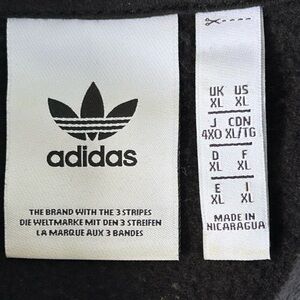 adidas
THE BRAND WITH THE 3 STRIPES
DIE WELTMARKE MIT DEN 3 STREIFEN
LA MARQUE AUX 3 BANDES
UK US
XL XL
J CDN
4XO XL/TG
D F
XL XL
E I
XL XL
MADE IN
NICARAGUA